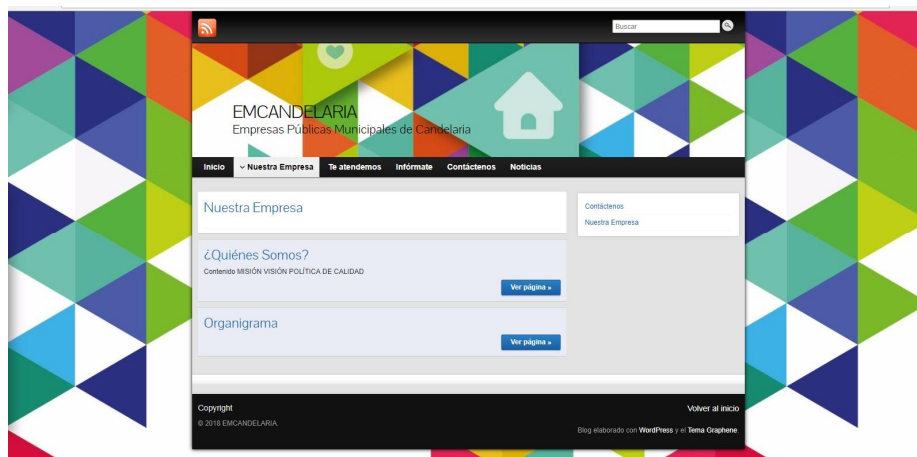 Buscar
EMCANDELARIA
Empresas Públicas Municipales de Candelaria
Inicio Nuestra Empresa Te atendemos Infórmate Contáctenos Noticias
Nuestra Empresa
Contáctenos
Nuestra Empresa
¿Quiénes Somos?
Contenido MISIÓN VISIÓN POLÍTICA DE CALIDAD
Ver página »
Organigrama
Ver página »
Copyright
© 2018 EMCANDELARIA.
Volver al inicio
Blog elaborado con WordPress y el Tema Graphene.